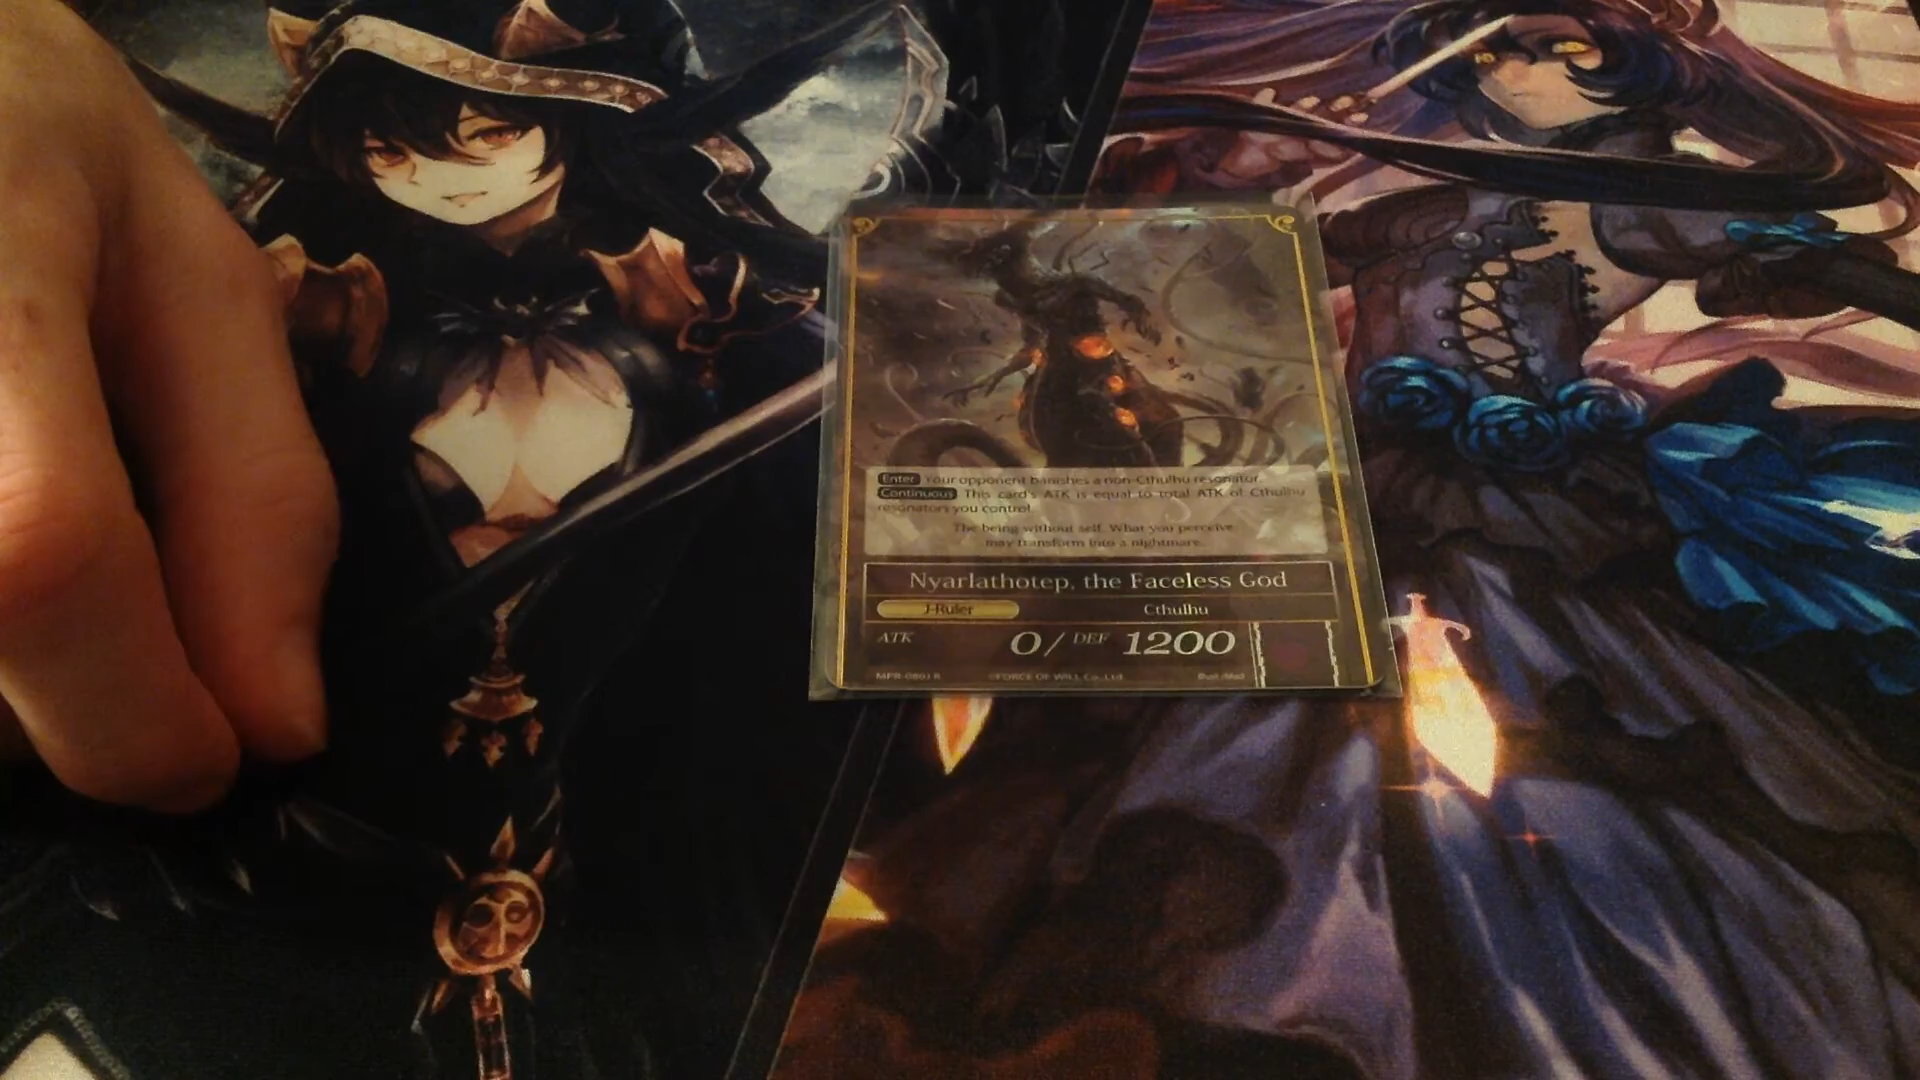 Enter Your opponent banishes a non-Cthulhu resonator.
Continuous This card's ATK is equal to total ATK of Cthulhu
resonators you control.
The being without self. What you perceive
may transform into a nightmare.
Nyarlathotep, the Faceless God
J-Ruler Cthulhu
ATK 0/ DEF 1200
©FORCE OF WILL Co.,Ltd.